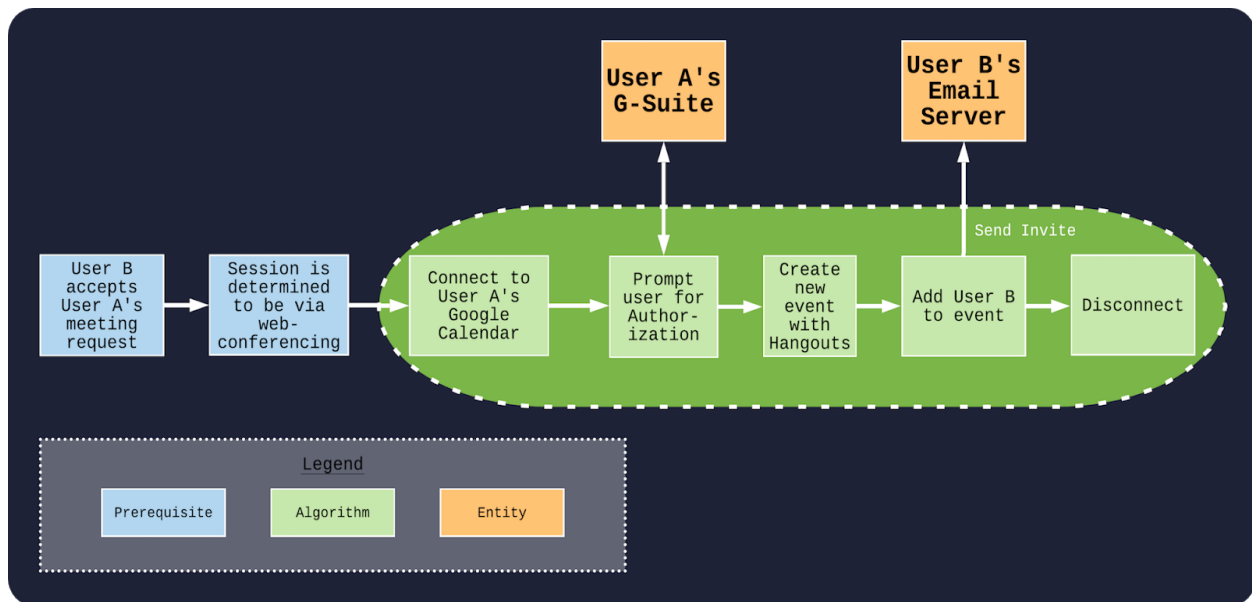 User A's
G-Suite
User B's
Email
Server
Send Invite
User B
accepts
User A's
meeting
request
Session is
determined
to be via
web-
conferencing
Connect to
User A's
Google
Calendar
Prompt
user for
Author-
ization
Create
new
event
with
Hangouts
Add User B
to event
Disconnect
Legend
Prerequisite
Algorithm
Entity